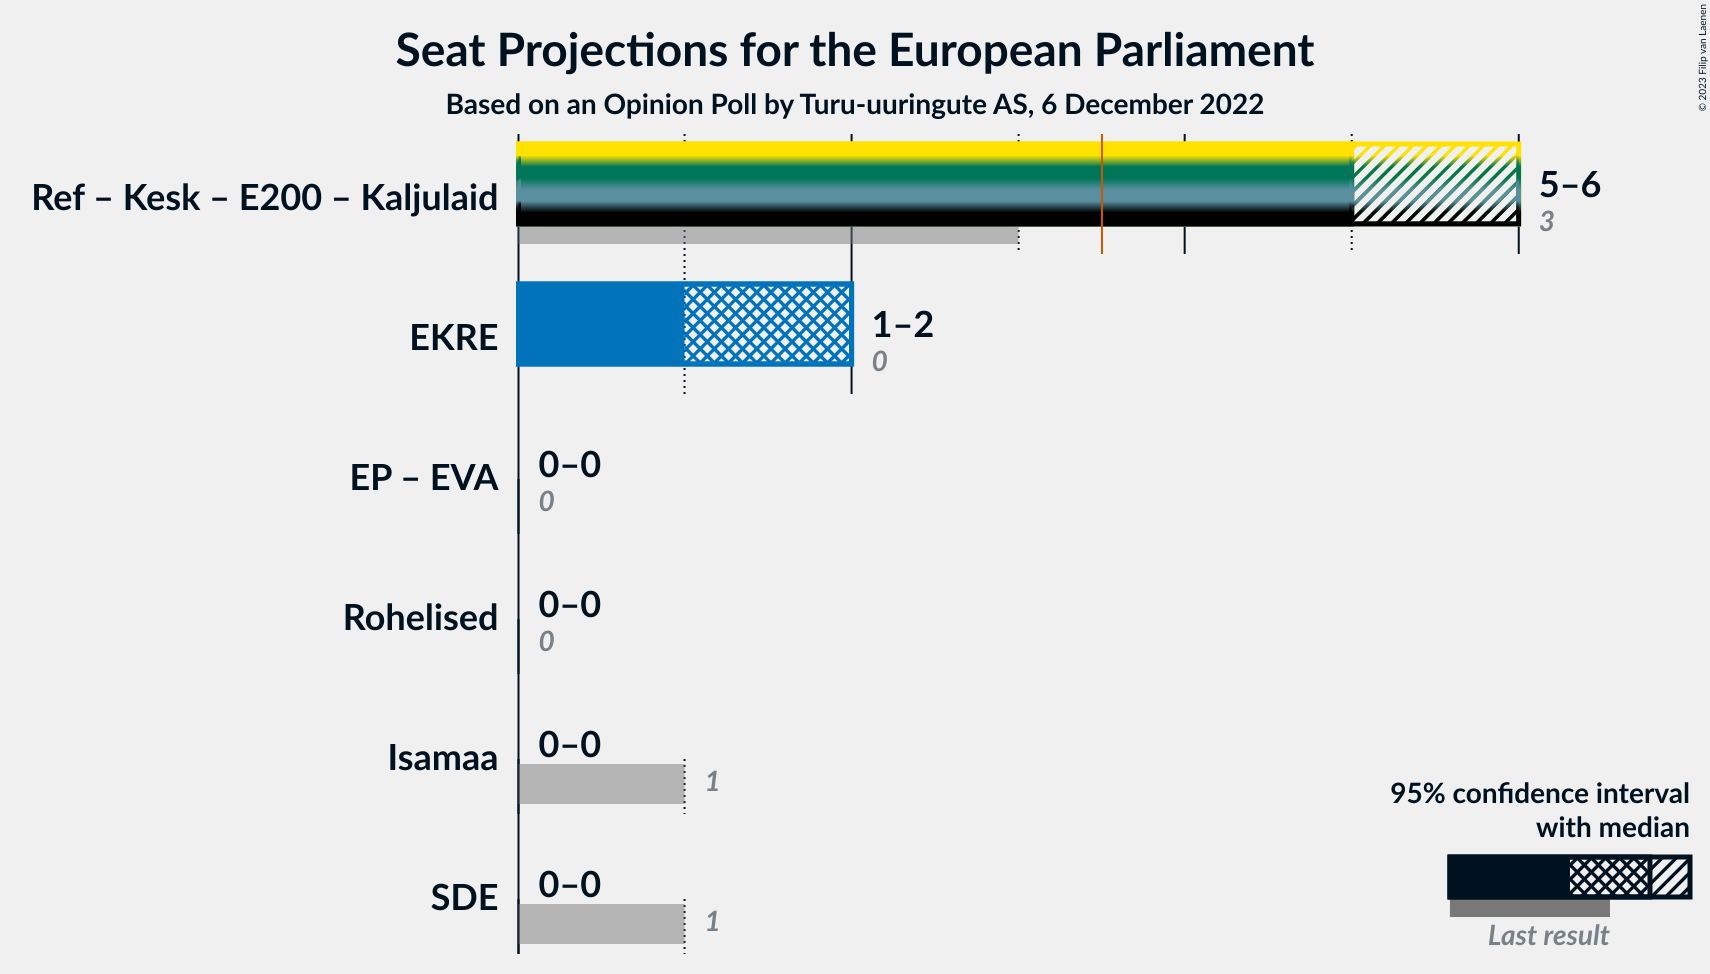 Seat Projections for the European Parliament
Based on an Opinion Poll by Turu-uuringute AS, 6 December 2022
© 2023 Filip van Laenen
Ref – Kesk – E200 – Kaljulaid
5–6
3
EKRE
1–2
0
EP – EVA
0–0
0
Rohelised
0–0
0
Isamaa
0–0
1
SDE
0–0
1
95% confidence interval
with median
Last result